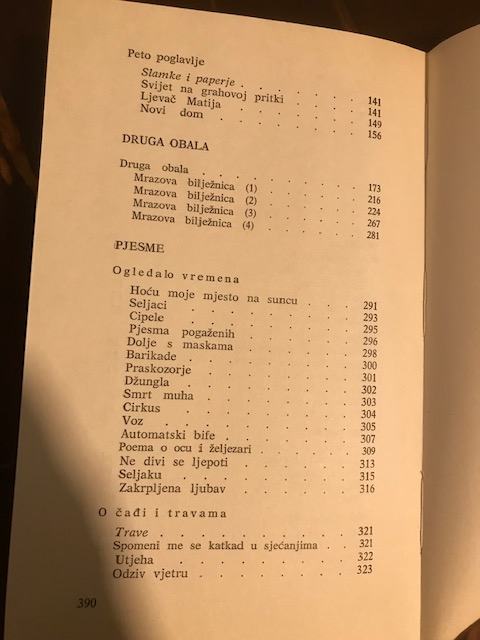 Peto poglavlje
Slamke i paperje . . . . . . 141
Svijet na grahovoj pritki . . . . 141
Ljevač Matija . . . . . . 149
Novi dom . . . . . . . 156
DRUGA OBALA
Druga obala . . . . . . . 173
Mrazova bilježnica (1) . . . . . 216
Mrazova bilježnica (2) . . . . . 224
Mrazova bilježnica (3) . . . . . 267
Mrazova bilježnica (4) . . . . . 281
PJESME
Ogledalo vremena
Hoću moje mjesto na suncu . . . . 291
Seljaci . . . . . . . 293
Cipele . . . . . . . 295
Pjesma pogaženih . . . . . . 296
Dolje s maskama . . . . . . 298
Barikade . . . . . . . 300
Praskozorje . . . . . . . 301
Džungla . . . . . . . 302
Smrt muha . . . . . . . 303
Cirkus . . . . . . . 304
Voz . . . . . . . . 305
Automatski bife . . . . . . 307
Poema o ocu i željezari . . . . . 309
Ne divi se ljepoti . . . . . . 313
Seljaku . . . . . . . 315
Zakrpljena ljubav . . . . . . 316
O čađi i travama
Trave . . . . . . . . 321
Spomeni me se katkad u sjećanjima . . 321
Utjeha . . . . . . . 322
Odziv vjetru . . . . . . . 323
390